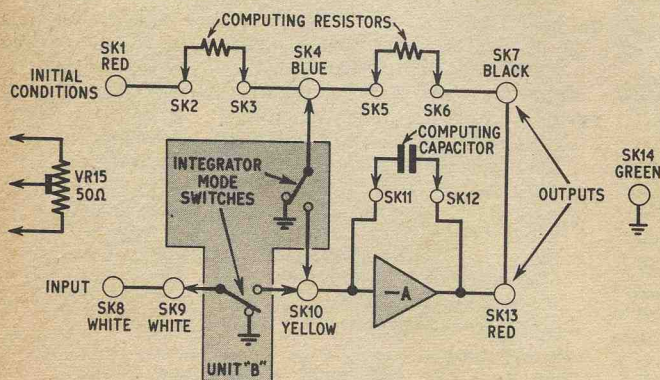 COMPUTING RESISTORS
SK1
RED
SK4
BLUE
SK7
BLACK
INITIAL
CONDITIONS
SK2
SK3
SK5
SK6
COMPUTING
CAPACITOR
SK14
GREEN
INTEGRATOR
MODE
SWITCHES
VR15
50Ω
SK11
SK12
OUTPUTS
INPUT
–A
SK8
WHITE
SK9
WHITE
SK10
YELLOW
SK13
RED
UNIT "B"